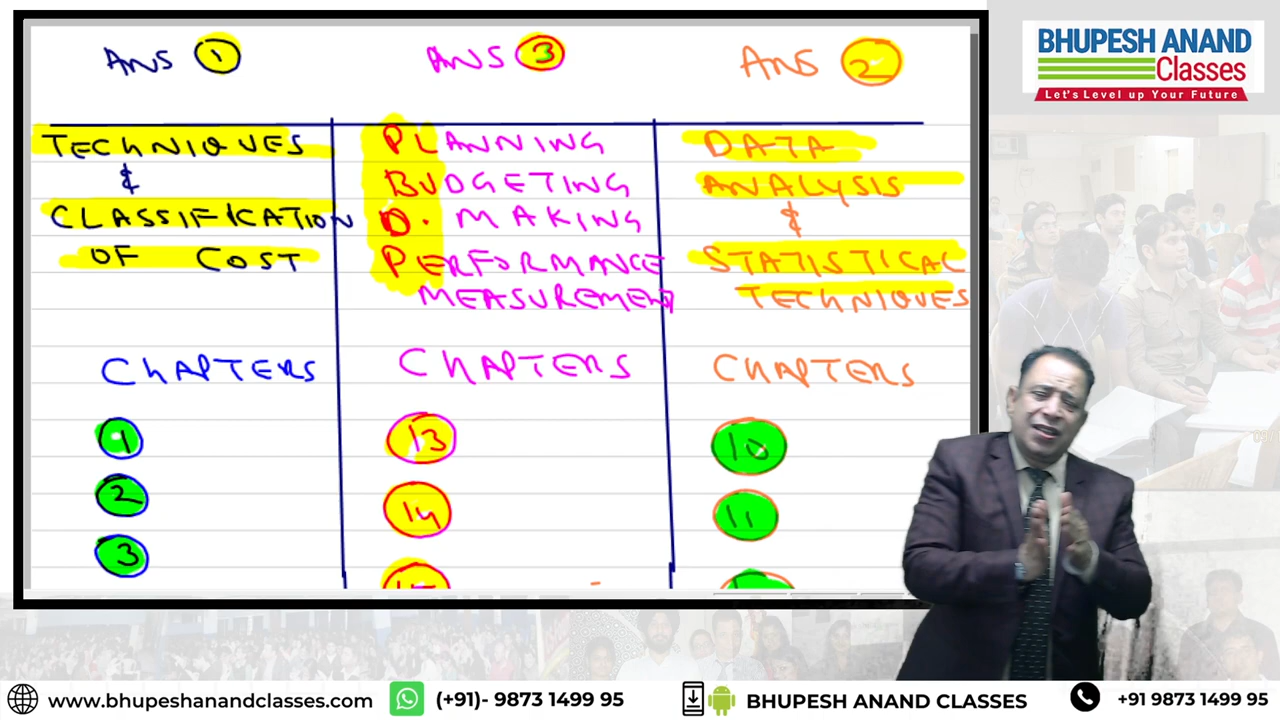 ANS 1
ANS 3
ANS 2
TECHNIQUES
&
CLASSIFICATION
OF COST
PLANNING
BUDGETING
D. MAKING
PERFORMANCE
MEASUREMENT
DATA
ANALYSIS
&
STATISTICAL
TECHNIQUES
CHAPTERS
1
2
3
CHAPTERS
13
14
CHAPTERS
10
11
BHUPESH ANAND
Classes
Let's Level up Your Future
www.bhupeshanandclasses.com
(+91)- 9873 1499 95
BHUPESH ANAND CLASSES
+91 9873 1499 95